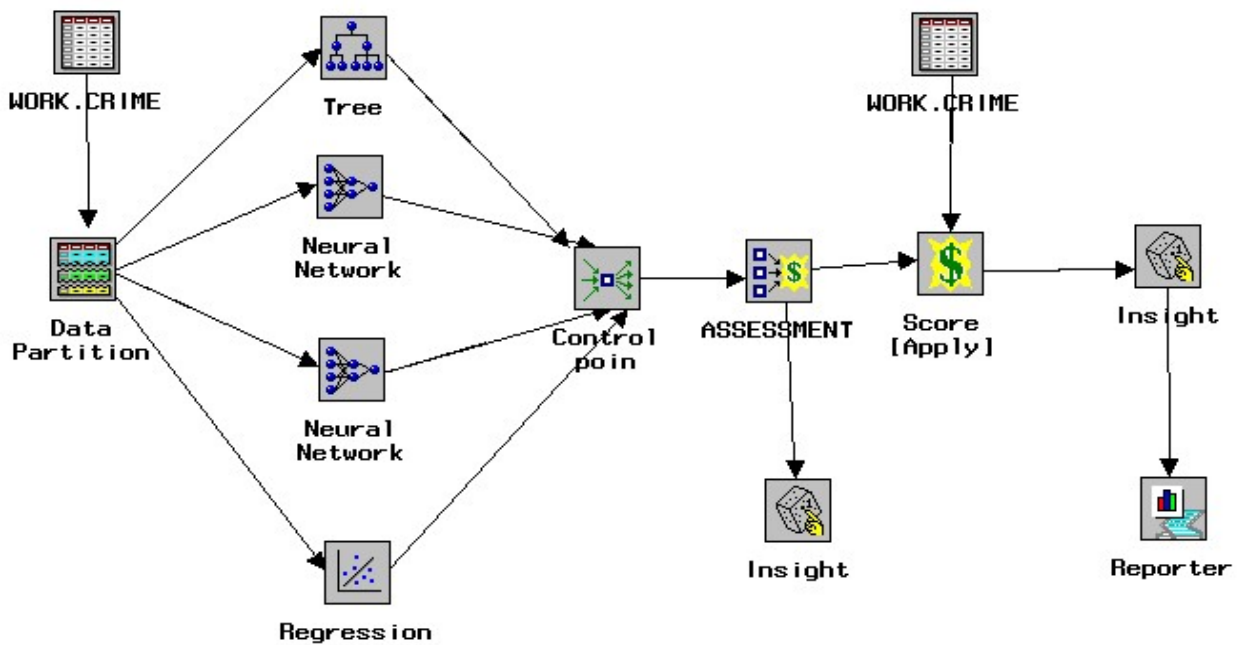 WORK.CRIME
Tree
WORK.CRIME
Neural
Network
Data
Partition
Control
poin
ASSESSMENT
Score
[Apply]
Insight
Neural
Network
Insight
Reporter
Regression